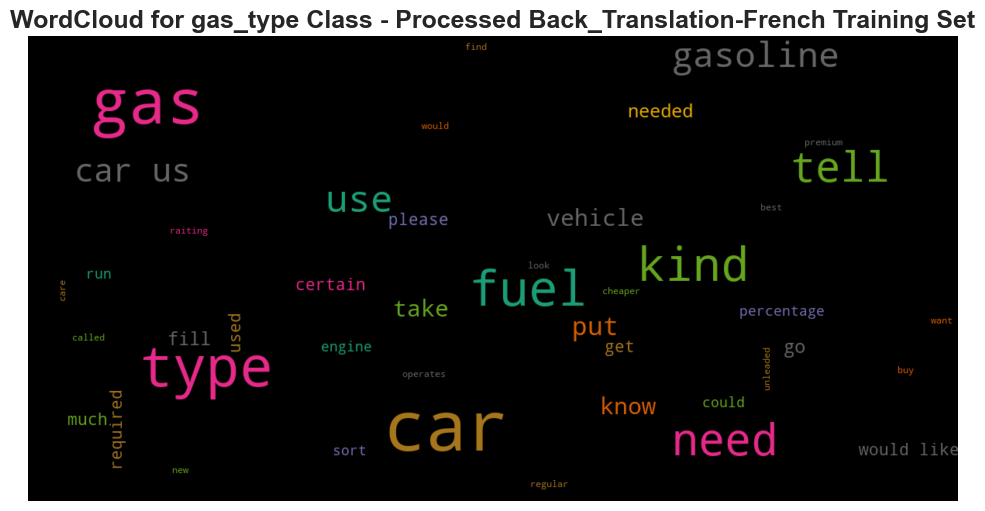 WordCloud for gas_type Class - Processed Back_Translation-French Training Set
find
gasoline
gas
needed
would
premium
car us
tell
use
please
vehicle
best
raiting
look
kind
run
fuel
certain
care
cheaper
take
percentage
put
want
called
fill
used
engine
get
go
type
operates
unleaded
buy
much
required
car
know
could
need
sort
would like
new
regular